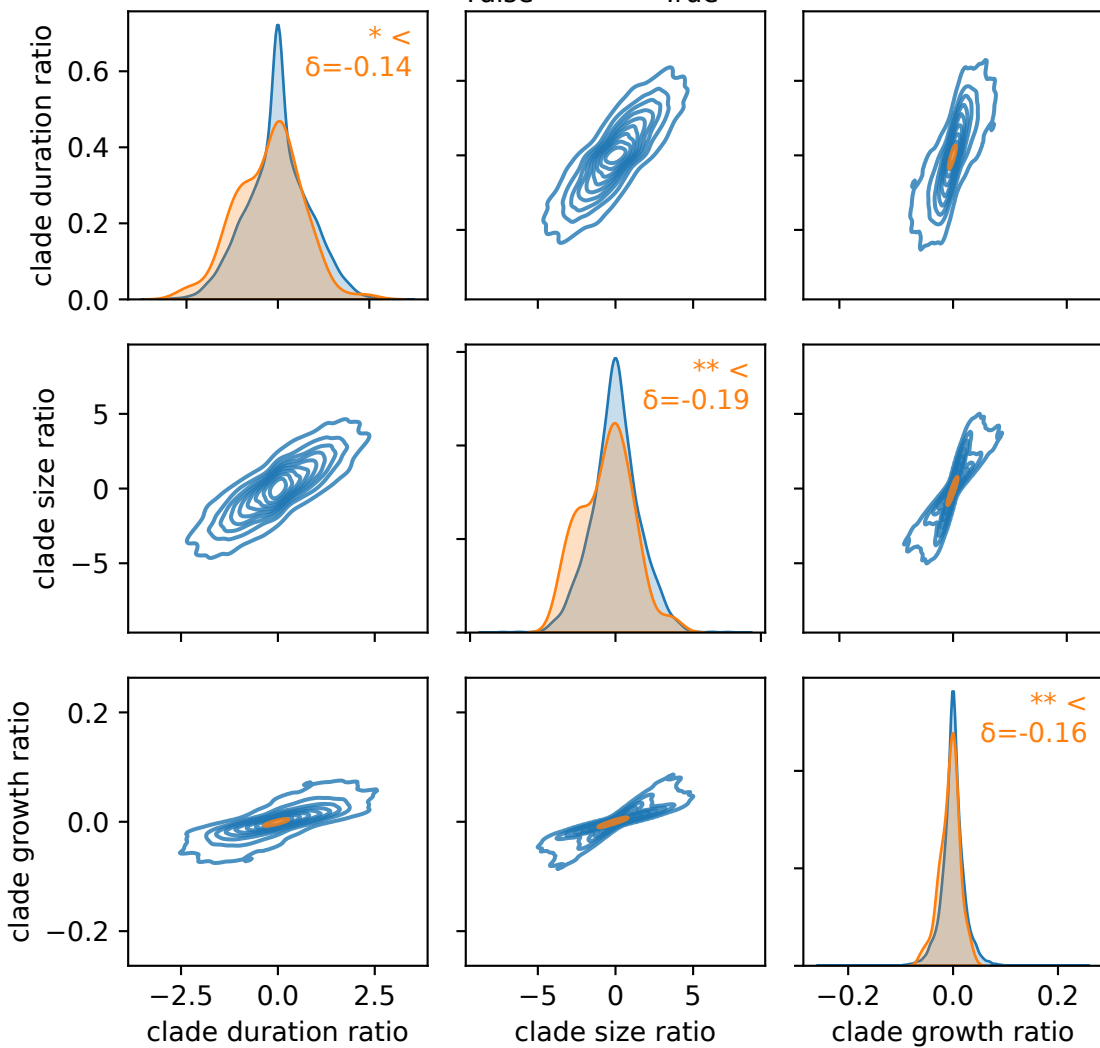 clade duration ratio
0.6
0.4
0.2
0.0
* <
δ=-0.14
clade size ratio
5
0
−5
** <
δ=-0.19
clade growth ratio
0.2
0.0
−0.2
** <
δ=-0.16
−2.5 0.0 2.5
−5 0 5
−0.2 0.0 0.2
clade duration ratio
clade size ratio
clade growth ratio